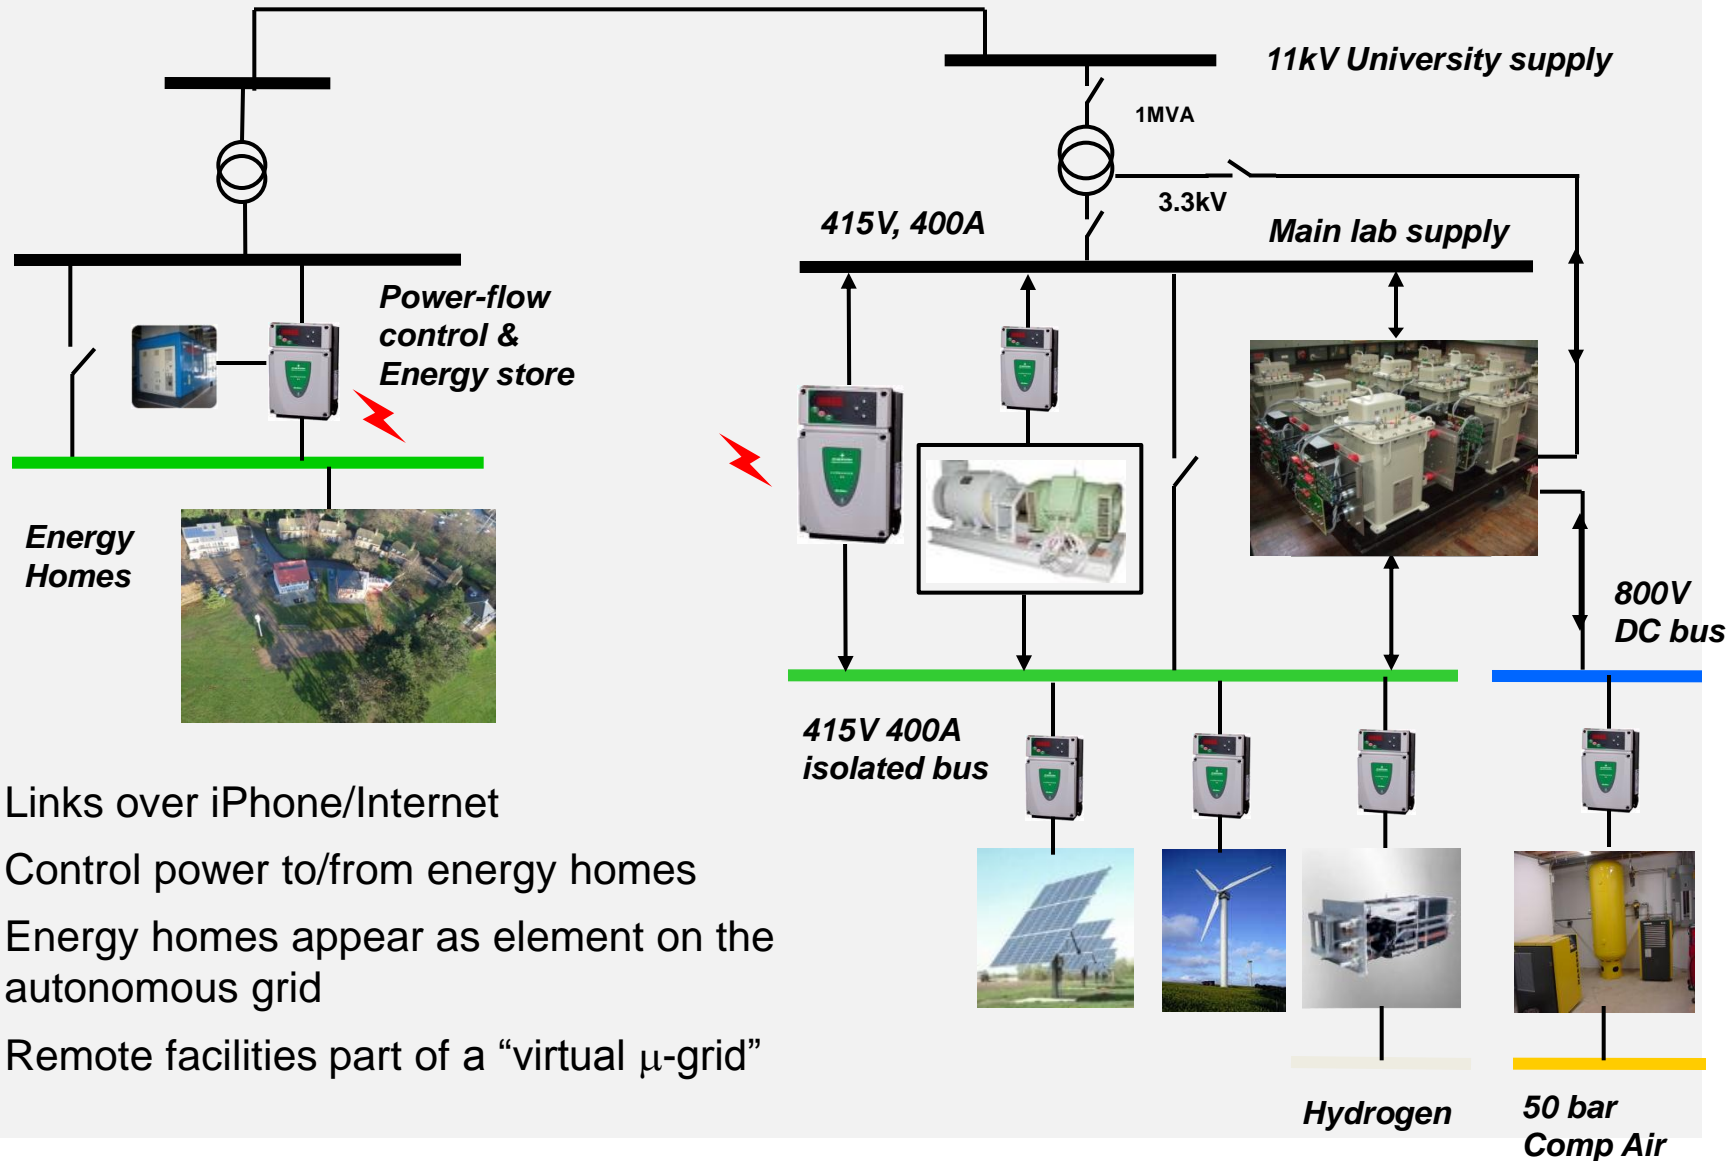 11kV University supply
1MVA
3.3kV
415V, 400A
Main lab supply
Power-flow
control &
Energy store
Energy
Homes
800V
DC bus
415V 400A
isolated bus
Links over iPhone/Internet
Control power to/from energy homes
Energy homes appear as element on the
autonomous grid
Remote facilities part of a “virtual μ-grid”
Hydrogen
50 bar
Comp Air